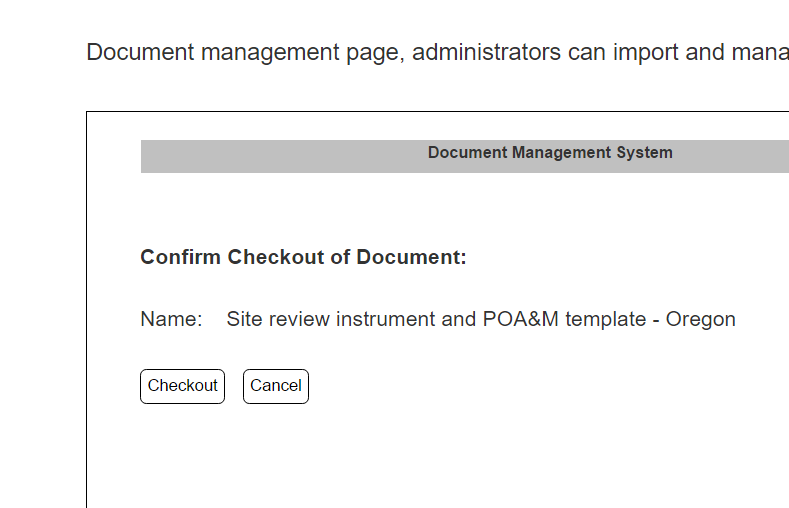 Document management page, administrators can import and mana
Document Management System
Confirm Checkout of Document:
Name: Site review instrument and POA&M template - Oregon
Checkout Cancel